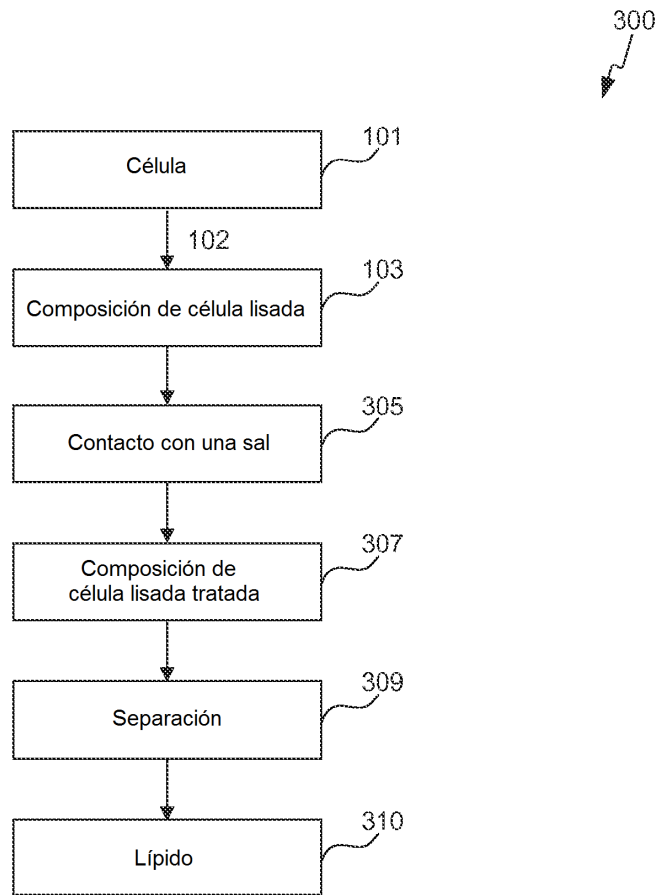 300
101
Célula
102
103
Composición de célula lisada
305
Contacto con una sal
307
Composición de
célula lisada tratada
309
Separación
310
Lípido